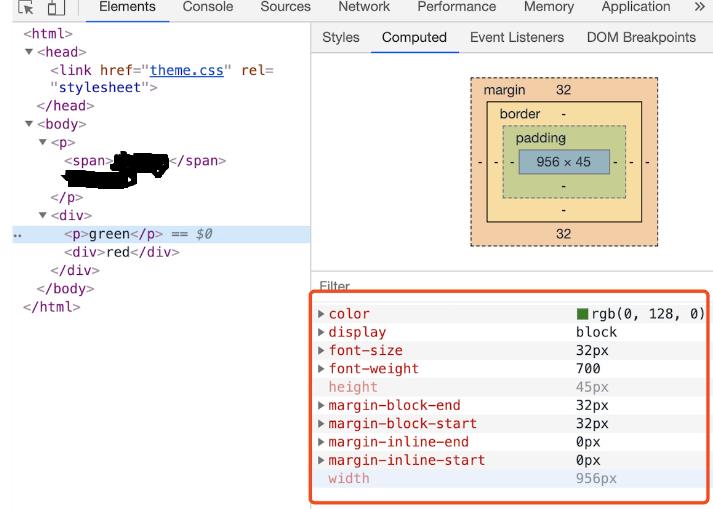 Elements Console Sources Network Performance Memory Application »
<html>
<head>
<link href="theme.css" rel=
"stylesheet">
</head>
<body>
<p>
<span></span>
</p>
<div>
<p>green</p> == $0
<div>red</div>
</div>
</body>
</html>
Styles Computed Event Listeners DOM Breakpoints
margin 32
border -
padding -
- - - 956 × 45 - - -
-
-
32
Filter
color rgb(0, 128, 0)
display block
font-size 32px
font-weight 700
height 45px
margin-block-end 32px
margin-block-start 32px
margin-inline-end 0px
margin-inline-start 0px
width 956px